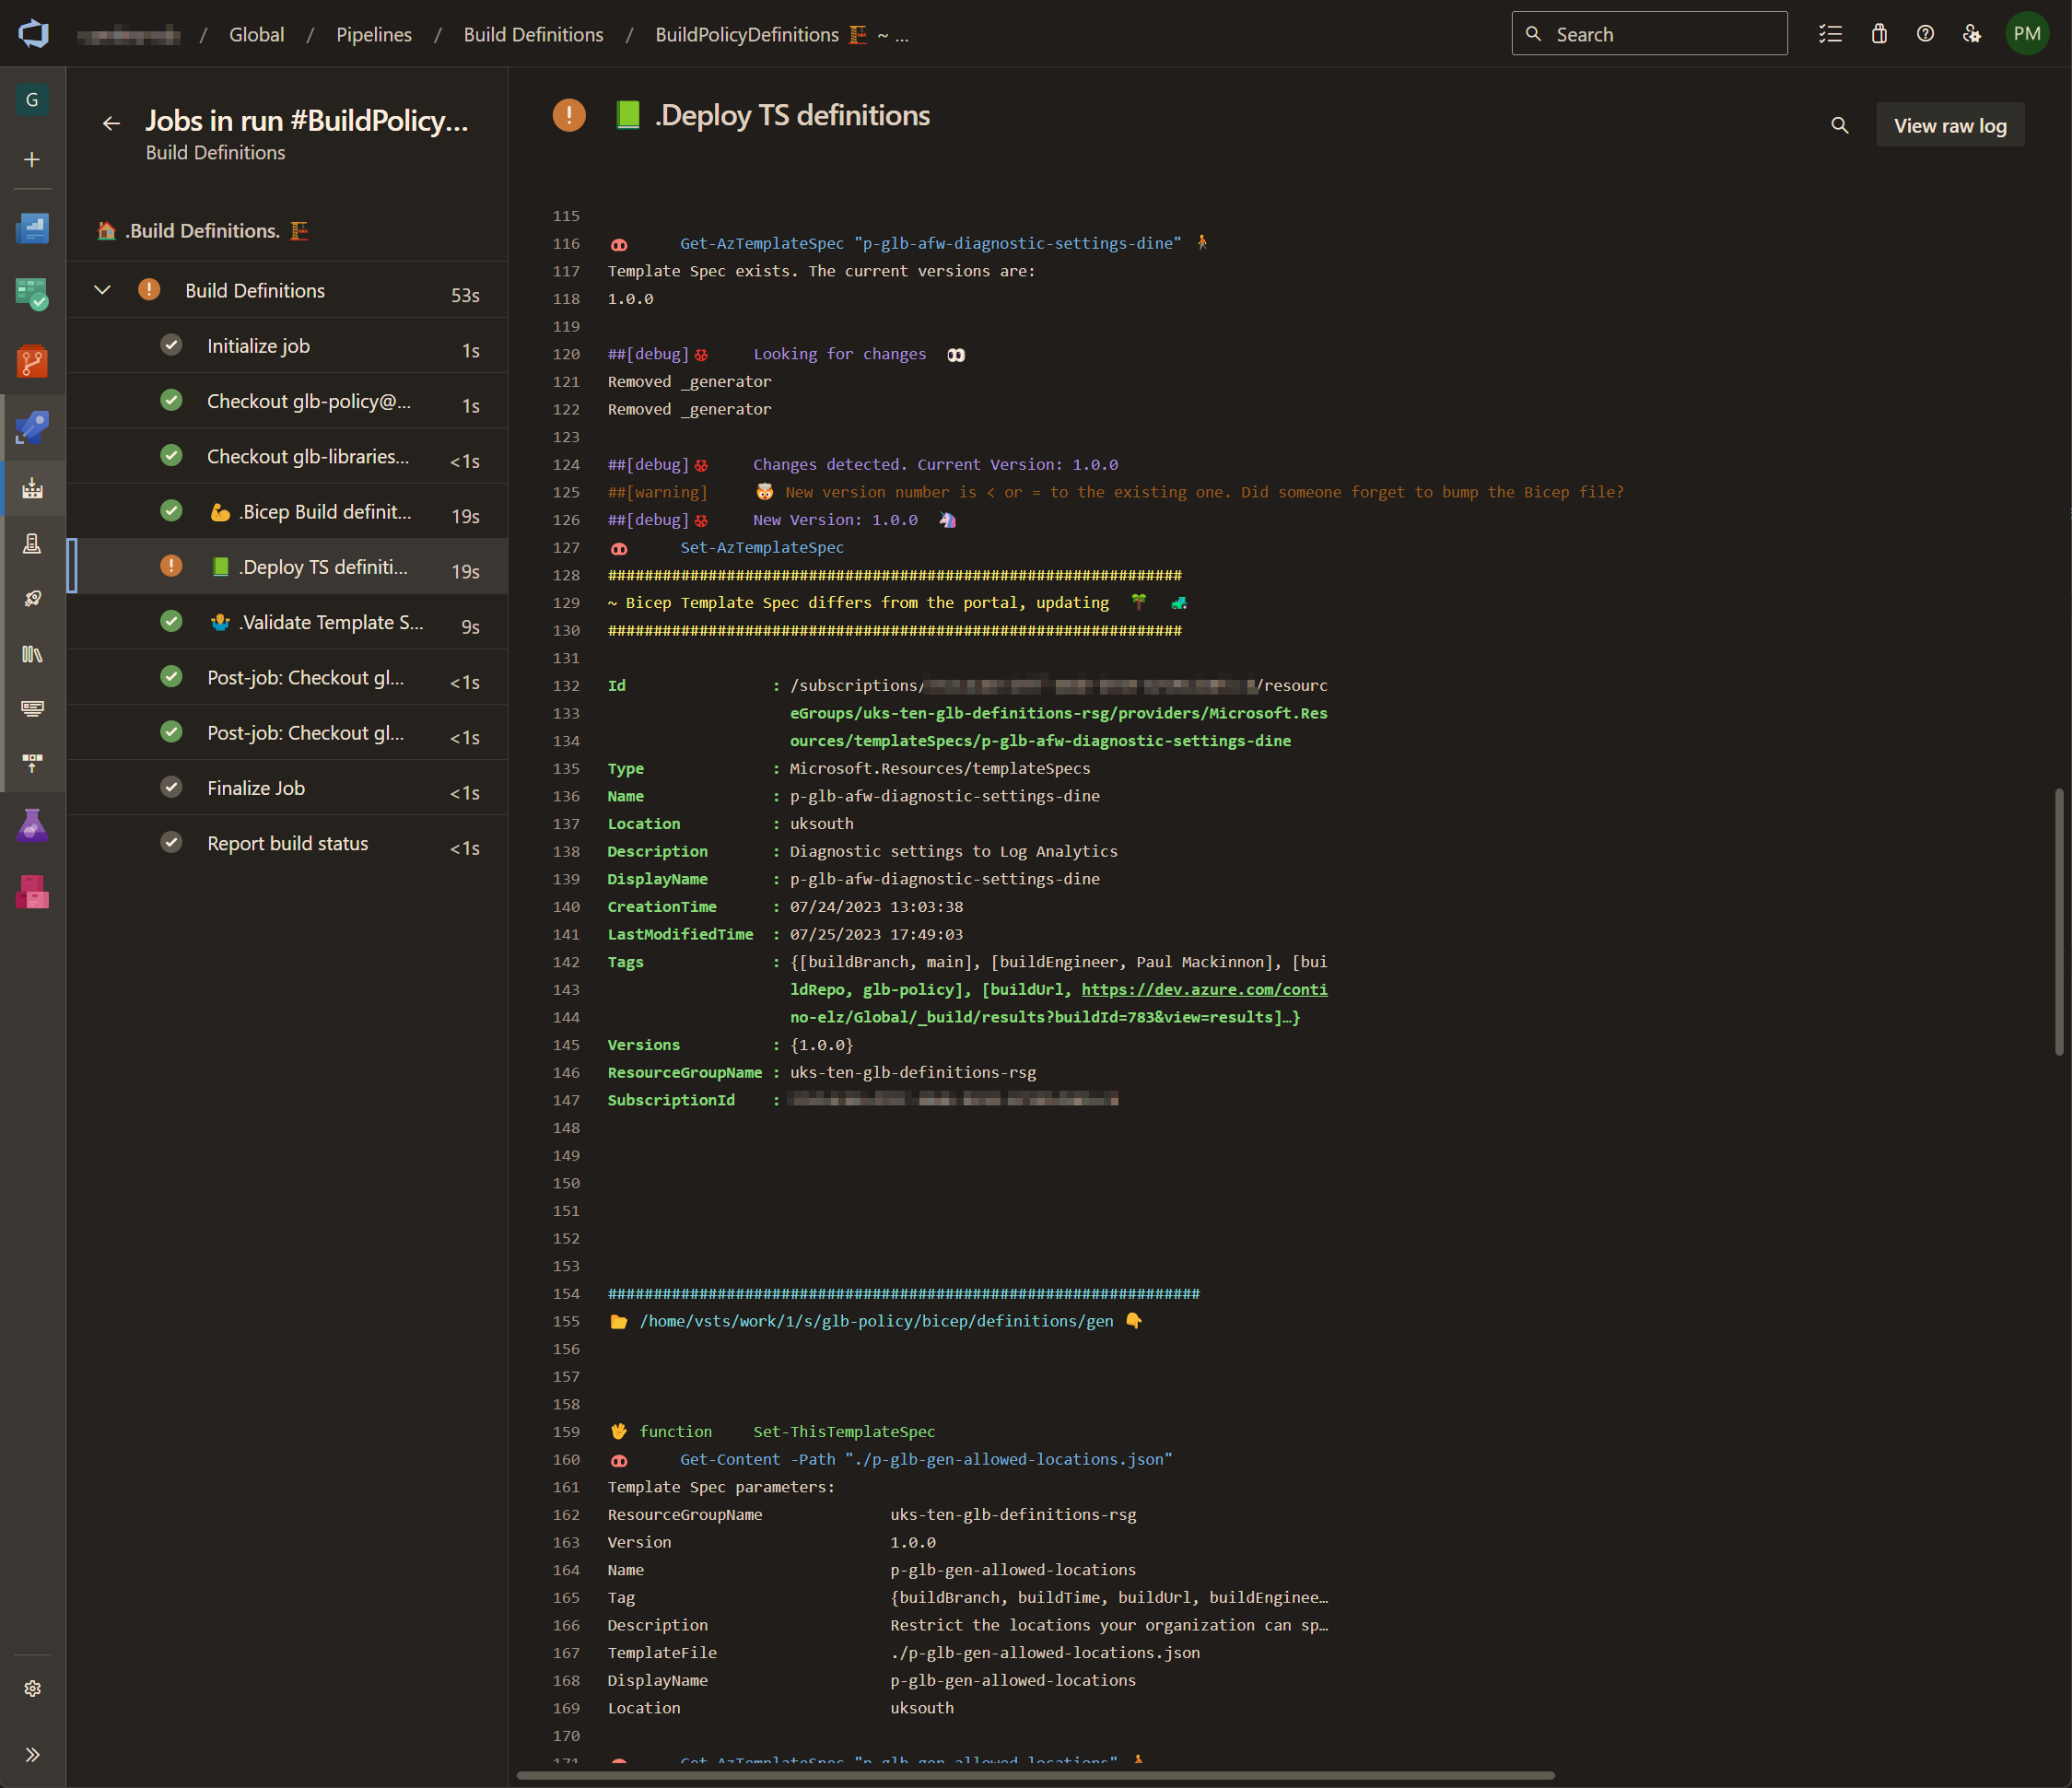 / Global / Pipelines / Build Definitions / BuildPolicyDefinitions 🏗️ ~ ...
Search
PM
G
Jobs in run #BuildPolicy...
Build Definitions
.Build Definitions.
Build Definitions 53s
Initialize job 1s
Checkout glb-policy@... 1s
Checkout glb-libraries... <1s
💪 .Bicep Build definit... 19s
📗 .Deploy TS definiti... 19s
🤷 .Validate Template S... 9s
Post-job: Checkout gl... <1s
Post-job: Checkout gl... <1s
Finalize Job <1s
Report build status <1s
📗 .Deploy TS definitions
View raw log
115
116 🐽 Get-AzTemplateSpec "p-glb-afw-diagnostic-settings-dine" 🚶
117 Template Spec exists. The current versions are:
118 1.0.0
119
120 ##[debug] Looking for changes 👀
121 Removed _generator
122 Removed _generator
123
124 ##[debug] Changes detected. Current Version: 1.0.0
125 ##[warning] 🤯 New version number is < or = to the existing one. Did someone forget to bump the Bicep file?
126 ##[debug] New Version: 1.0.0 🦄
127 🐽 Set-AzTemplateSpec
128 ###############################################################
129 ~ Bicep Template Spec differs from the portal, updating 🌴 🚜
130 ###############################################################
131
132 Id : /subscriptions/ /resourc
133 eGroups/uks-ten-glb-definitions-rsg/providers/Microsoft.Res
134 ources/templateSpecs/p-glb-afw-diagnostic-settings-dine
135 Type : Microsoft.Resources/templateSpecs
136 Name : p-glb-afw-diagnostic-settings-dine
137 Location : uksouth
138 Description : Diagnostic settings to Log Analytics
139 DisplayName : p-glb-afw-diagnostic-settings-dine
140 CreationTime : 07/24/2023 13:03:38
141 LastModifiedTime : 07/25/2023 17:49:03
142 Tags : {[buildBranch, main], [buildEngineer, Paul Mackinnon], [bui
143 ldRepo, glb-policy], [buildUrl, https://dev.azure.com/conti
144 no-elz/Global/_build/results?buildId=783&view=results]…}
145 Versions : {1.0.0}
146 ResourceGroupName : uks-ten-glb-definitions-rsg
147 SubscriptionId :
148
149
150
151
152
153
154 #################################################################
155 📂 /home/vsts/work/1/s/glb-policy/bicep/definitions/gen 👇
156
157
158
159 🖖 function Set-ThisTemplateSpec
160 🐽 Get-Content -Path "./p-glb-gen-allowed-locations.json"
161 Template Spec parameters:
162 ResourceGroupName uks-ten-glb-definitions-rsg
163 Version 1.0.0
164 Name p-glb-gen-allowed-locations
165 Tag {buildBranch, buildTime, buildUrl, buildEnginee…
166 Description Restrict the locations your organization can sp…
167 TemplateFile ./p-glb-gen-allowed-locations.json
168 DisplayName p-glb-gen-allowed-locations
169 Location uksouth
170
171 Get-AzTemplateSpec "p-glb-gen-allowed-locations"